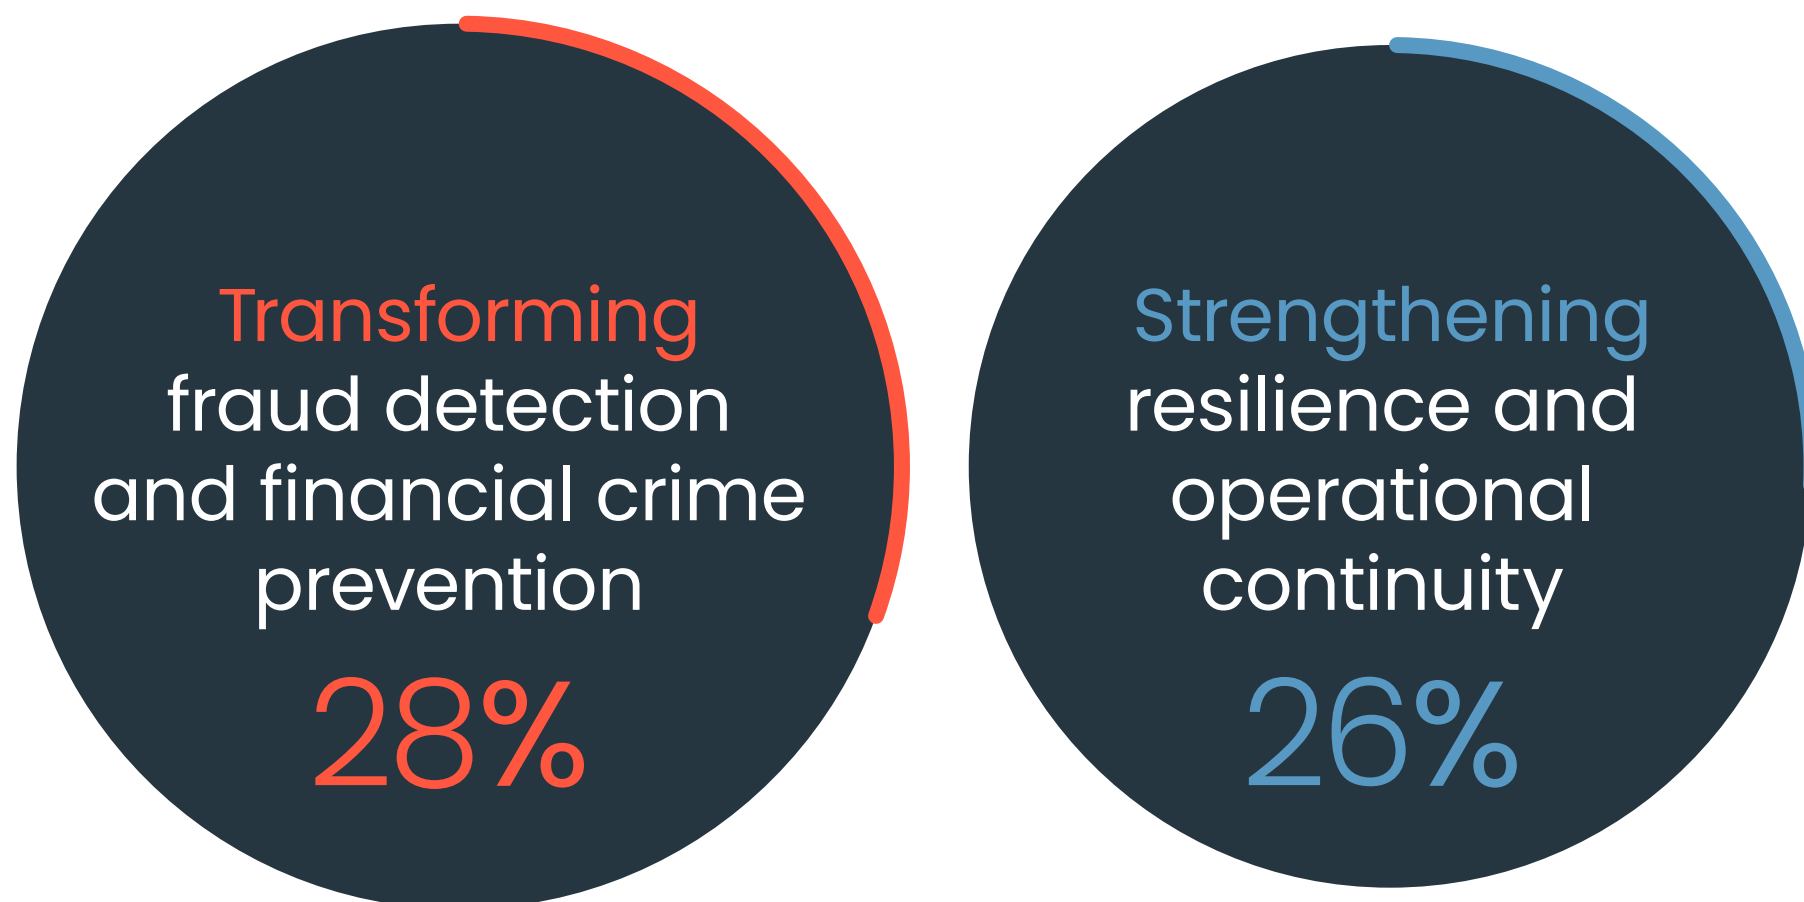 Transforming
fraud detection
and financial crime
prevention
28%
Strengthening
resilience and
operational
continuity
26%